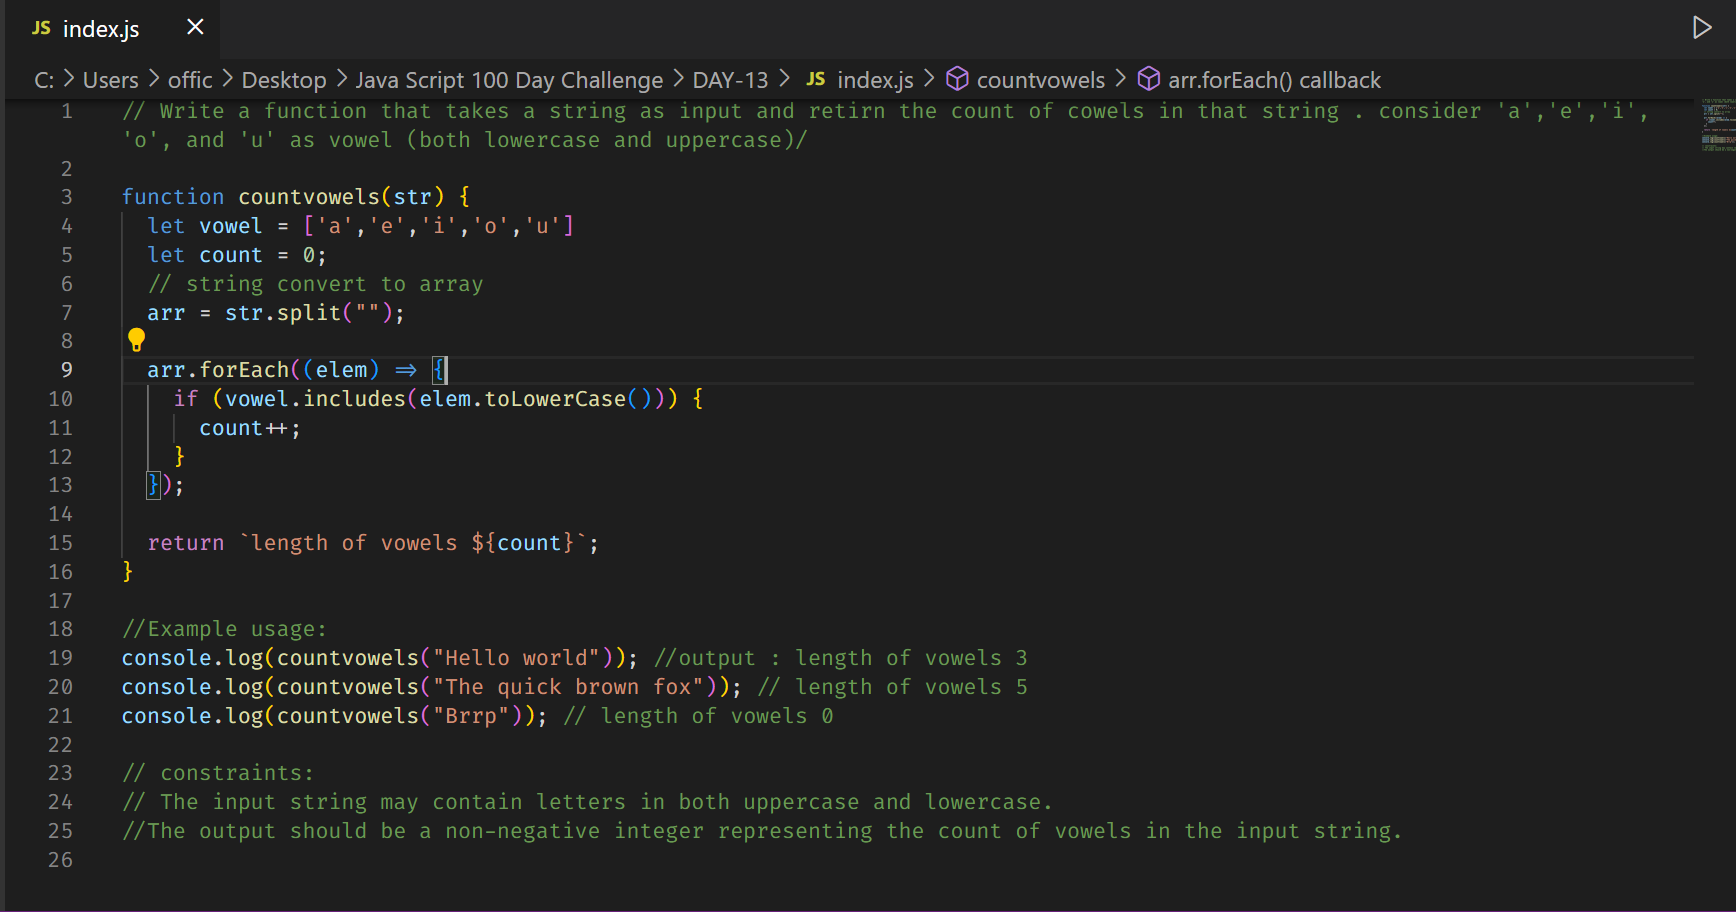 JS index.js ×
C: > Users > offic > Desktop > Java Script 100 Day Challenge > DAY-13 > JS index.js > countvowels > arr.forEach() callback
1 // Write a function that takes a string as input and retirn the count of cowels in that string . consider 'a','e','i',
'o', and 'u' as vowel (both lowercase and uppercase)/
2
3 function countvowels(str) {
4   let vowel = ['a','e','i','o','u']
5   let count = 0;
6   // string convert to array
7   arr = str.split("");
8
9   arr.forEach((elem) => {
10     if (vowel.includes(elem.toLowerCase())) {
11       count++;
12     }
13   });
14
15   return `length of vowels ${count}`;
16 }
17
18 //Example usage:
19 console.log(countvowels("Hello world")); //output : length of vowels 3
20 console.log(countvowels("The quick brown fox")); // length of vowels 5
21 console.log(countvowels("Brrp")); // length of vowels 0
22
23 // constraints:
24 // The input string may contain letters in both uppercase and lowercase.
25 //The output should be a non-negative integer representing the count of vowels in the input string.
26